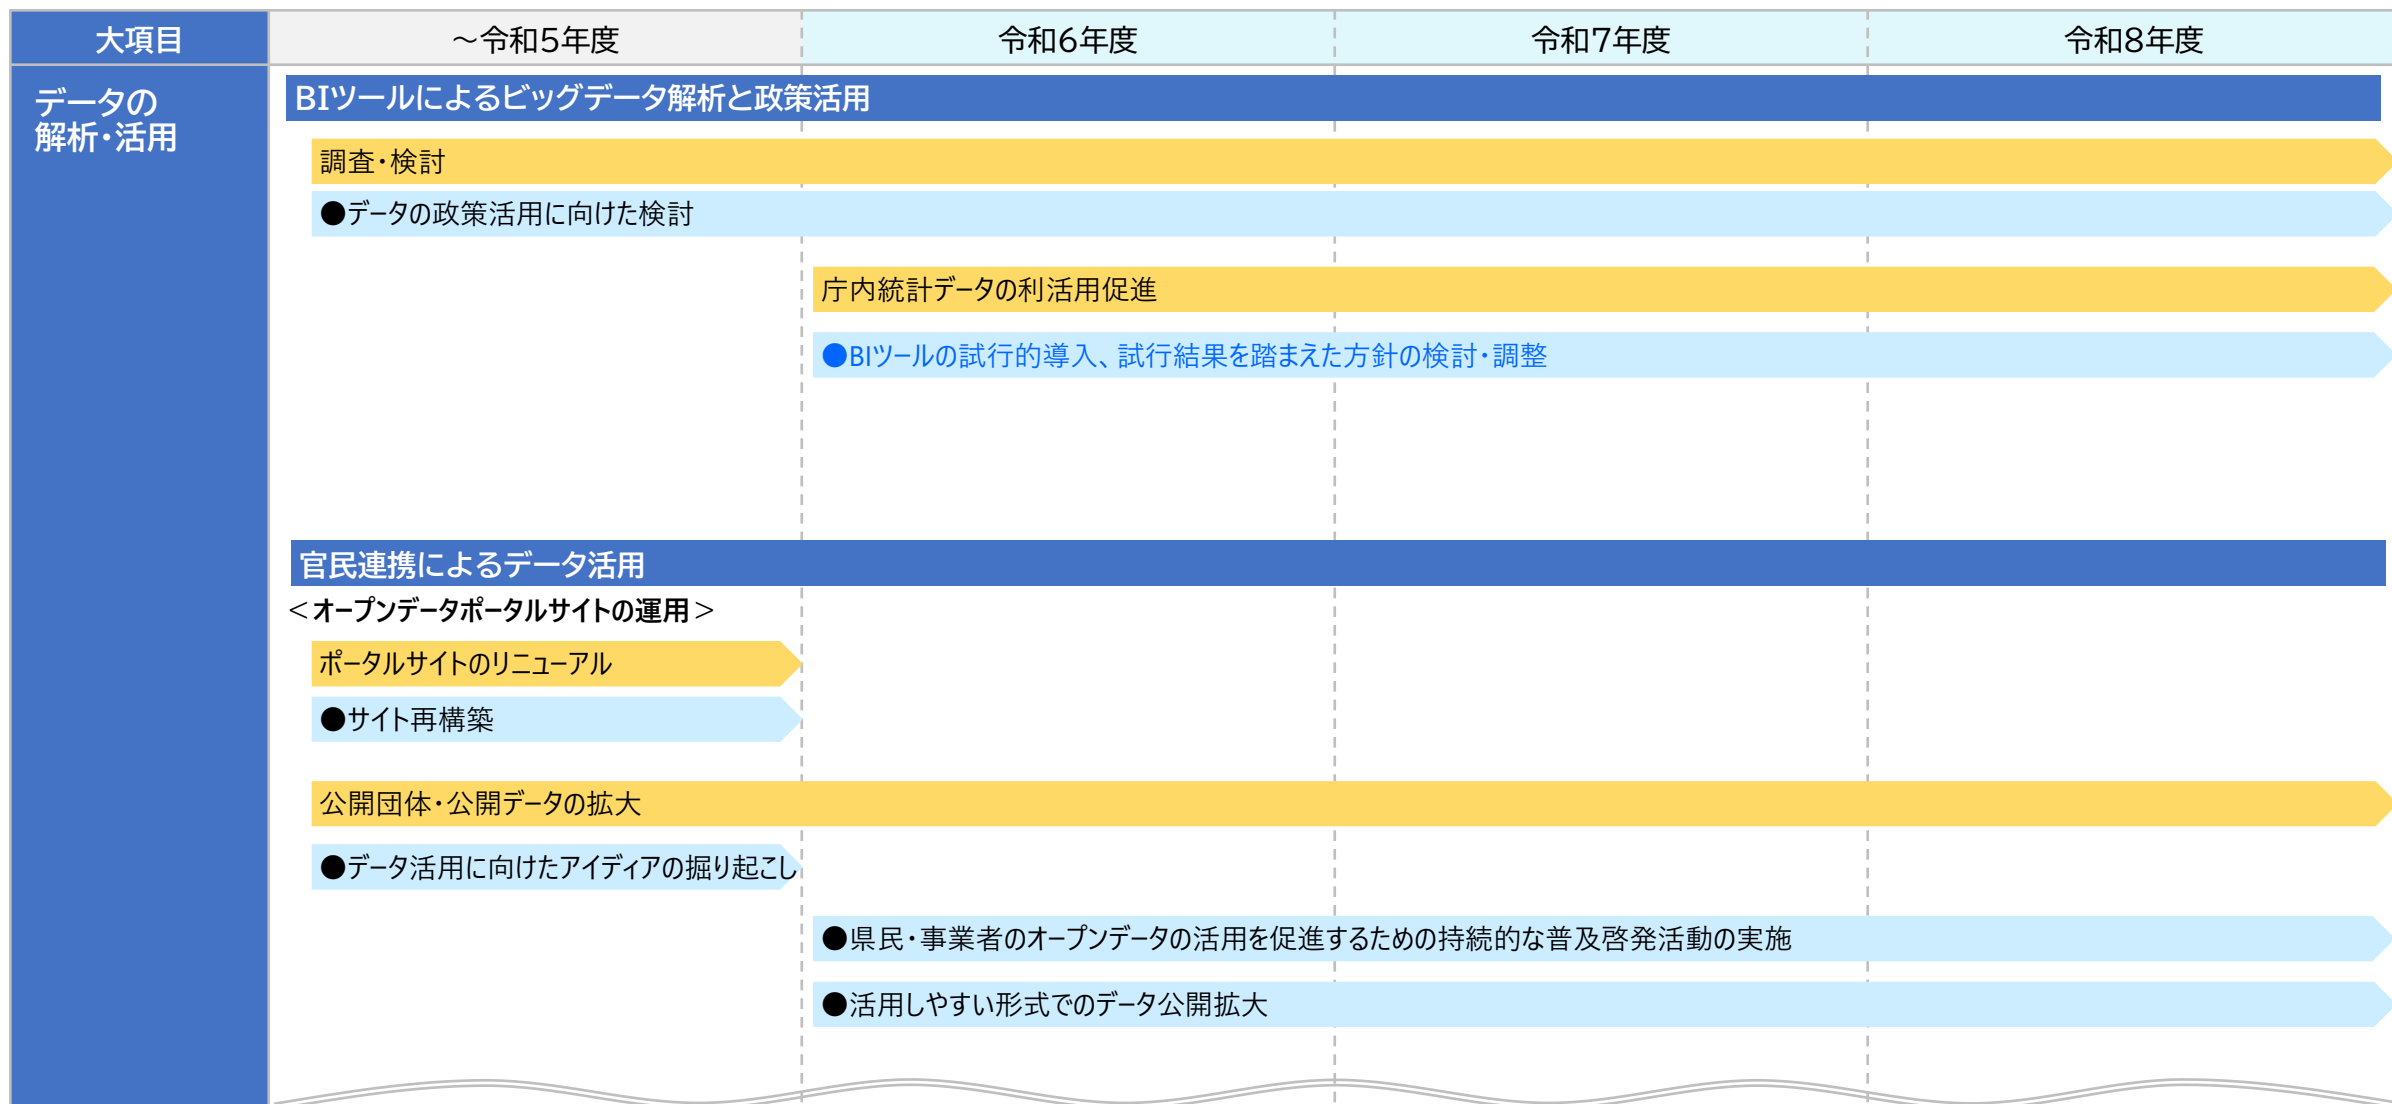 大項目
～令和5年度
令和6年度
令和7年度
令和8年度
データの
解析・活用
BIツールによるビッグデータ解析と政策活用
調査・検討
●データの政策活用に向けた検討
庁内統計データの利活用促進
●BIツールの試行的導入、試行結果を踏まえた方針の検討・調整
官民連携によるデータ活用
＜オープンデータポータルサイトの運用＞
ポータルサイトのリニューアル
●サイト再構築
公開団体・公開データの拡大
●データ活用に向けたアイディアの掘り起こし
●県民・事業者のオープンデータの活用を促進するための持続的な普及啓発活動の実施
●活用しやすい形式でのデータ公開拡大